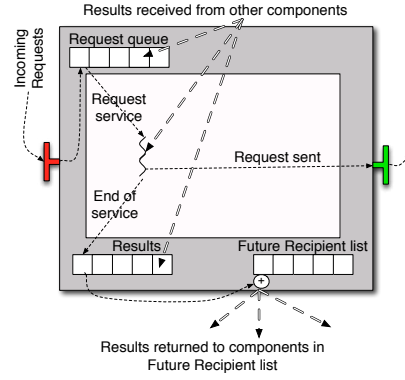 Results received from other components
Request queue
Incoming
Requests
Request
service
Request sent
End of
service
Results
Future Recipient list
+
Results returned to components in
Future Recipient list